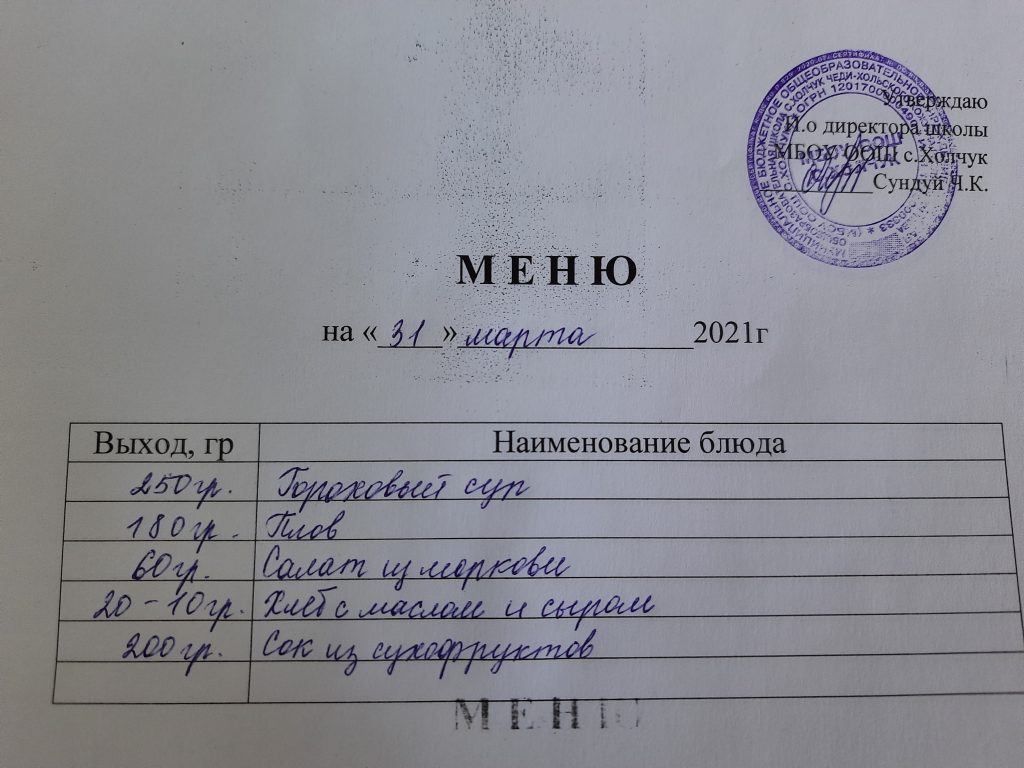 Утверждаю
И.о директора школы
МБОУ ООШ с.Холчук
Сундуй Ч.К.
М Е Н Ю
на «31» марта 2021г
Выход, гр Наименование блюда
250гр. Гороховый суп
180гр. Плов
60гр. Салат из моркови
20-10гр. Хлеб с маслом и сыром
200гр. Сок из сухофруктов
М Е Н Ю